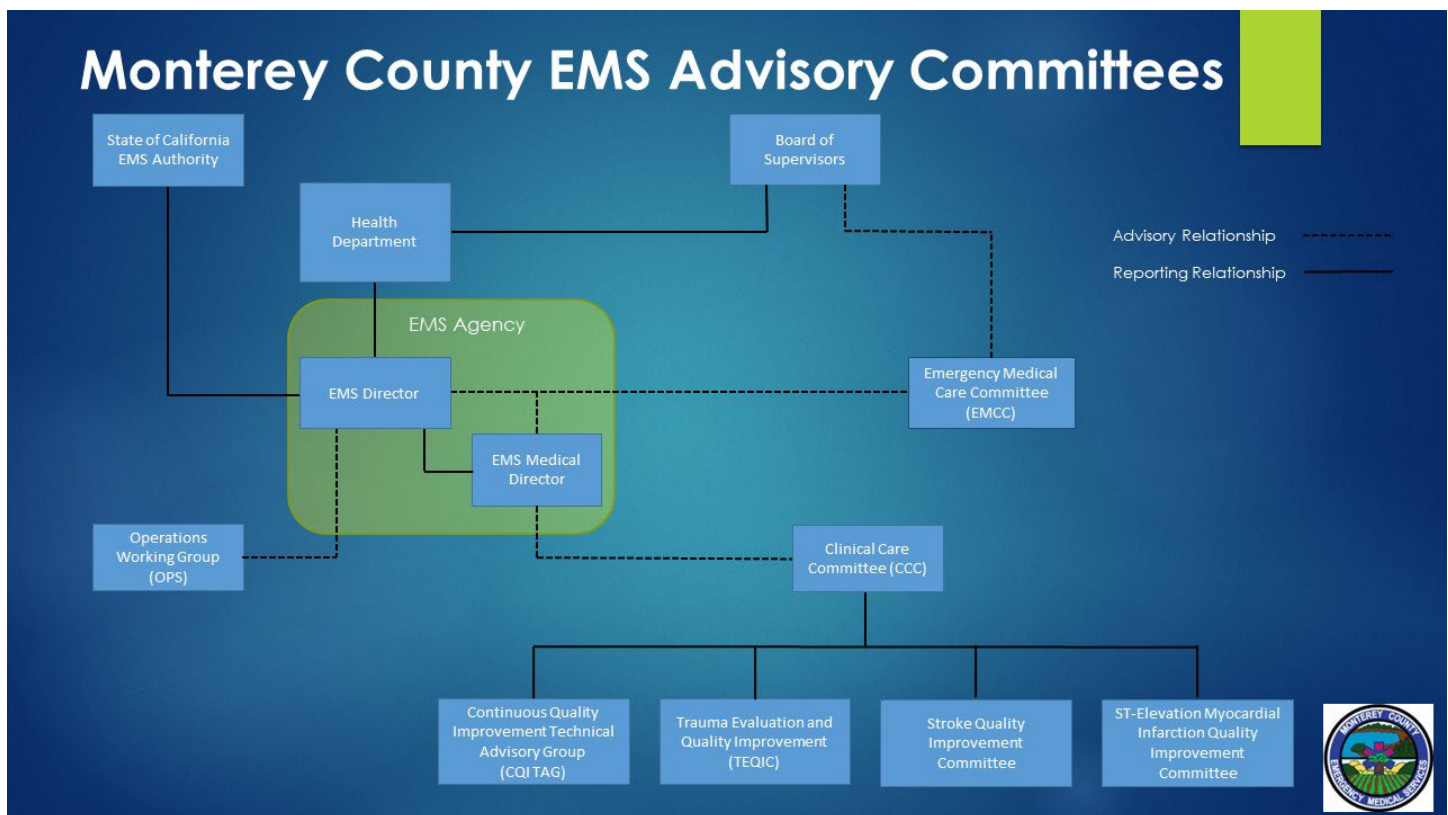 Monterey County EMS Advisory Committees
State of California
EMS Authority
Board of
Supervisors
Health
Department
Advisory Relationship
Reporting Relationship
EMS Agency
EMS Director
Emergency Medical
Care Committee
(EMCC)
EMS Medical
Director
Operations
Working Group
(OPS)
Clinical Care
Committee (CCC)
Continuous Quality
Improvement Technical
Advisory Group
(CQI TAG)
Trauma Evaluation and
Quality Improvement
(TEQIC)
Stroke Quality
Improvement
Committee
ST-Elevation Myocardial
Infarction Quality
Improvement
Committee
MONTEREY COUNTY
EMERGENCY MEDICAL SERVICES